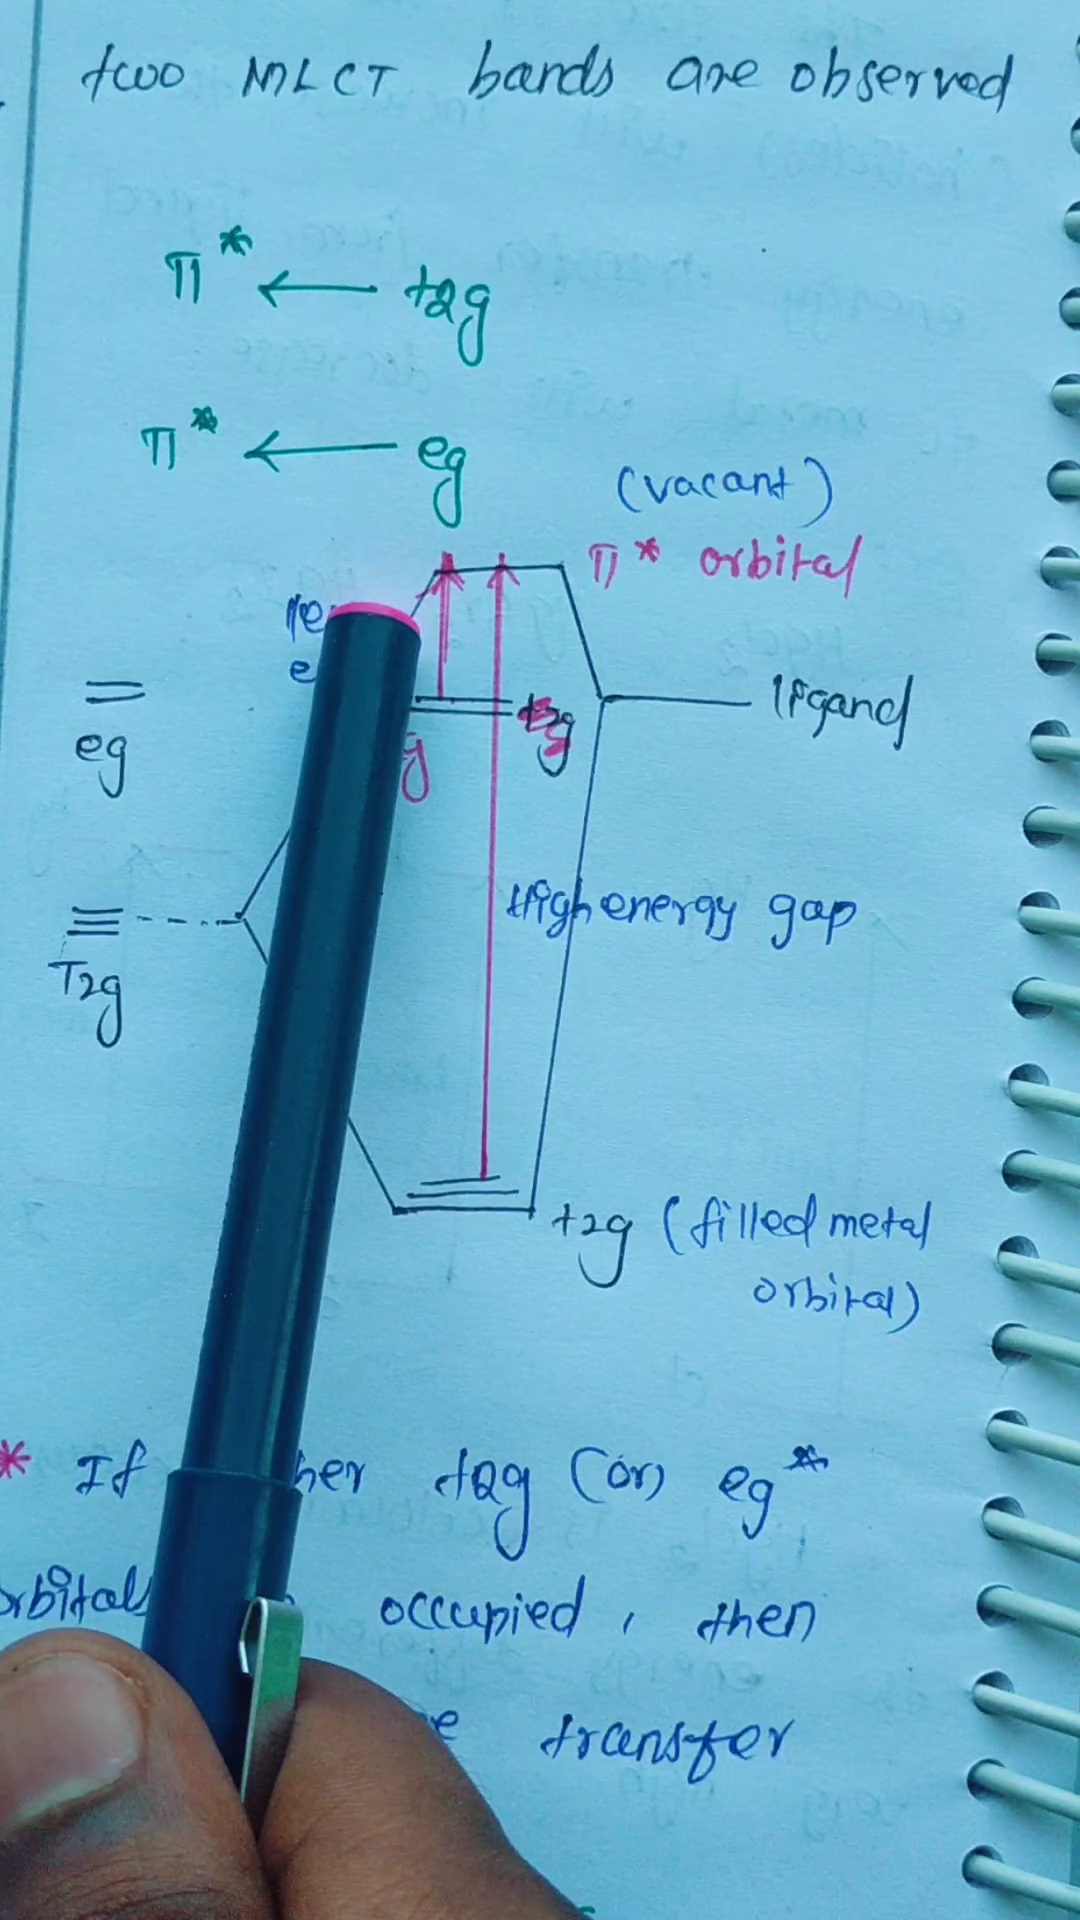 two MLCT bands are observed
π* ← t2g
π* ← eg
(vacant)
π* orbital
ligand
eg
High energy gap
T2g
t2g (filled metal
orbital)
* If t2g (or) eg*
occupied, then
transfer